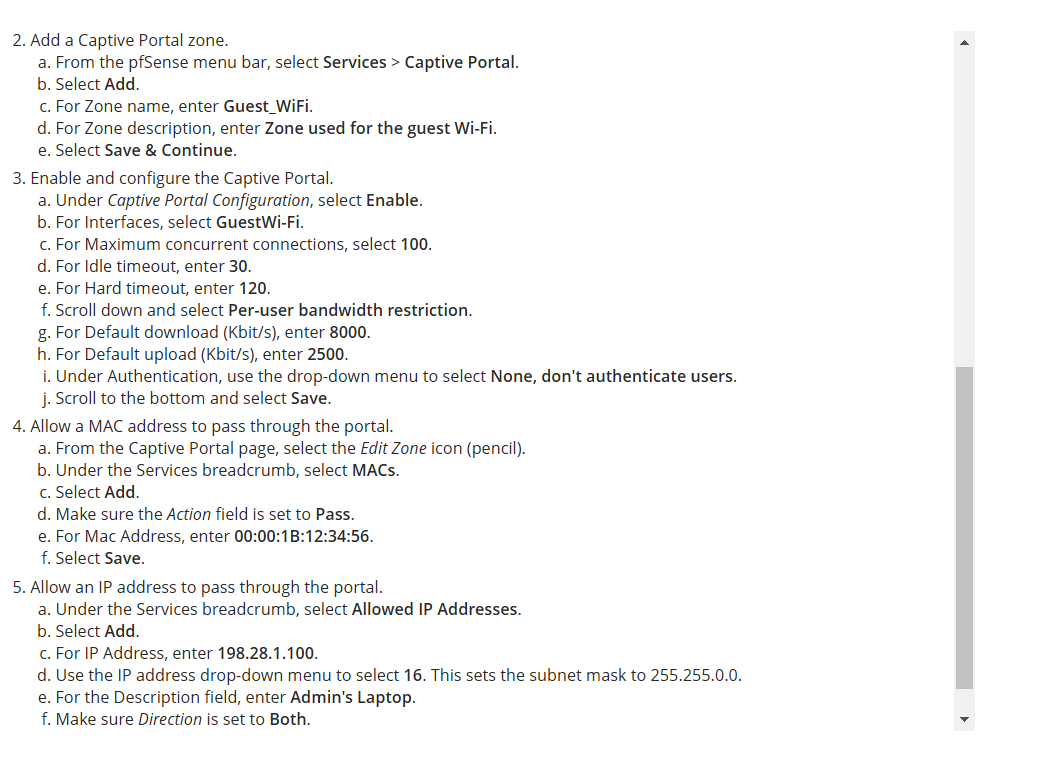 2. Add a Captive Portal zone.
a. From the pfSense menu bar, select Services > Captive Portal.
b. Select Add.
c. For Zone name, enter Guest_WiFi.
d. For Zone description, enter Zone used for the guest Wi-Fi.
e. Select Save & Continue.
3. Enable and configure the Captive Portal.
a. Under Captive Portal Configuration, select Enable.
b. For Interfaces, select GuestWi-Fi.
c. For Maximum concurrent connections, select 100.
d. For Idle timeout, enter 30.
e. For Hard timeout, enter 120.
f. Scroll down and select Per-user bandwidth restriction.
g. For Default download (Kbit/s), enter 8000.
h. For Default upload (Kbit/s), enter 2500.
i. Under Authentication, use the drop-down menu to select None, don't authenticate users.
j. Scroll to the bottom and select Save.
4. Allow a MAC address to pass through the portal.
a. From the Captive Portal page, select the Edit Zone icon (pencil).
b. Under the Services breadcrumb, select MACs.
c. Select Add.
d. Make sure the Action field is set to Pass.
e. For Mac Address, enter 00:00:1B:12:34:56.
f. Select Save.
5. Allow an IP address to pass through the portal.
a. Under the Services breadcrumb, select Allowed IP Addresses.
b. Select Add.
c. For IP Address, enter 198.28.1.100.
d. Use the IP address drop-down menu to select 16. This sets the subnet mask to 255.255.0.0.
e. For the Description field, enter Admin's Laptop.
f. Make sure Direction is set to Both.